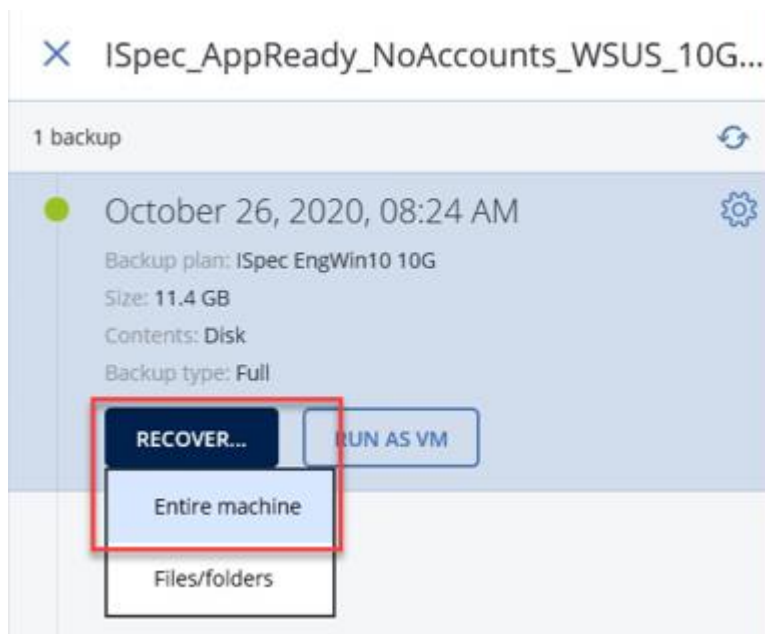 ISpec_AppReady_NoAccounts_WSUS_10G...
1 backup
October 26, 2020, 08:24 AM
Backup plan: ISpec EngWin10 10G
Size: 11.4 GB
Contents: Disk
Backup type: Full
RECOVER... RUN AS VM
Entire machine
Files/folders